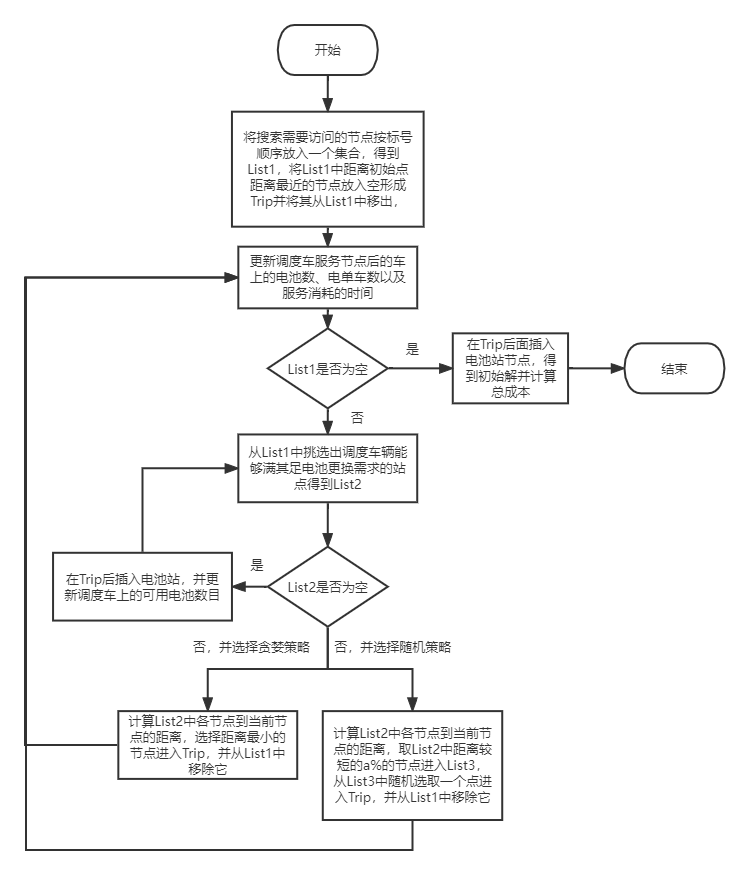 开始
将搜索需要访问的节点按标号
顺序放入一个集合，得到
List1，将List1中距离初始点
距离最近的节点放入空形成
Trip并将其从List1中移出，
更新调度车服务节点后的车
上的电池数、电单车数以及
服务消耗的时间
List1是否为空
是
在Trip后面插入
电池站节点，得
到初始解并计算
总成本
结束
否
从List1中挑选出调度车辆能
够满其足电池更换需求的站
点得到List2
List2是否为空
是
在Trip后插入电池站，并更
新调度车上的可用电池数目
否，并选择贪婪策略
否，并选择随机策略
计算List2中各节点到当前节
点的距离，选择距离最小的
节点进入Trip，并从List1中
移除它
计算List2中各节点到当前节
点的距离，取List2中距离较
短的a%的节点进入List3，
从List3中随机选取一个点进
入Trip，并从List1中移除它